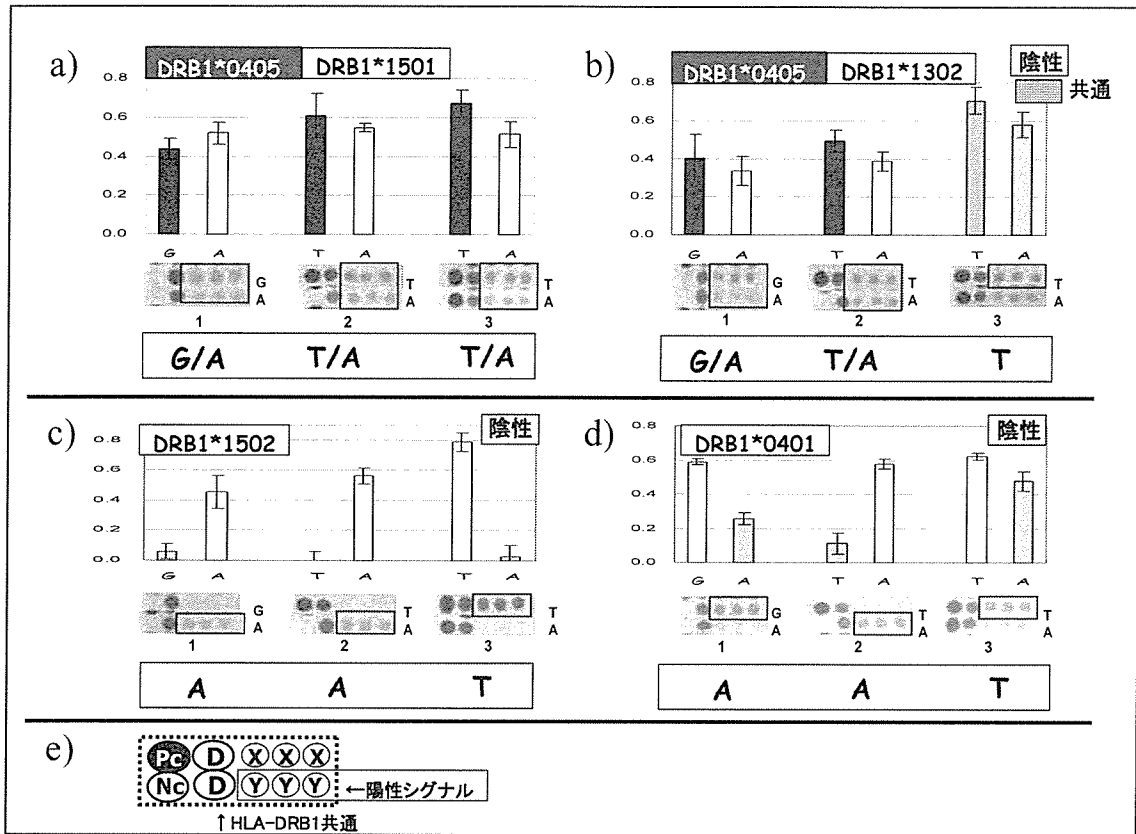 a)
DRB1*0405 DRB1*1501
0.8
0.6
0.4
0.2
0.0
G A T A T A
G
A
T
A
T
A
1 2 3
G/A T/A T/A
b)
DRB1*0405 DRB1*1302
陰性
共通
0.8
0.6
0.4
0.2
0.0
G A T A T A
G
A
T
A
T
A
1 2 3
G/A T/A T
c)
DRB1*1502
陰性
0.8
0.6
0.4
0.2
0.0
G A T A T A
G
A
T
A
T
A
1 2 3
A A T
d)
DRB1*0401
陰性
0.8
0.6
0.4
0.2
0.0
G A T A T A
G
A
T
A
T
A
1 2 3
A A T
e)
Pc D X X X
Nc D Y Y Y ←陽性シグナル
↑HLA-DRB1共通